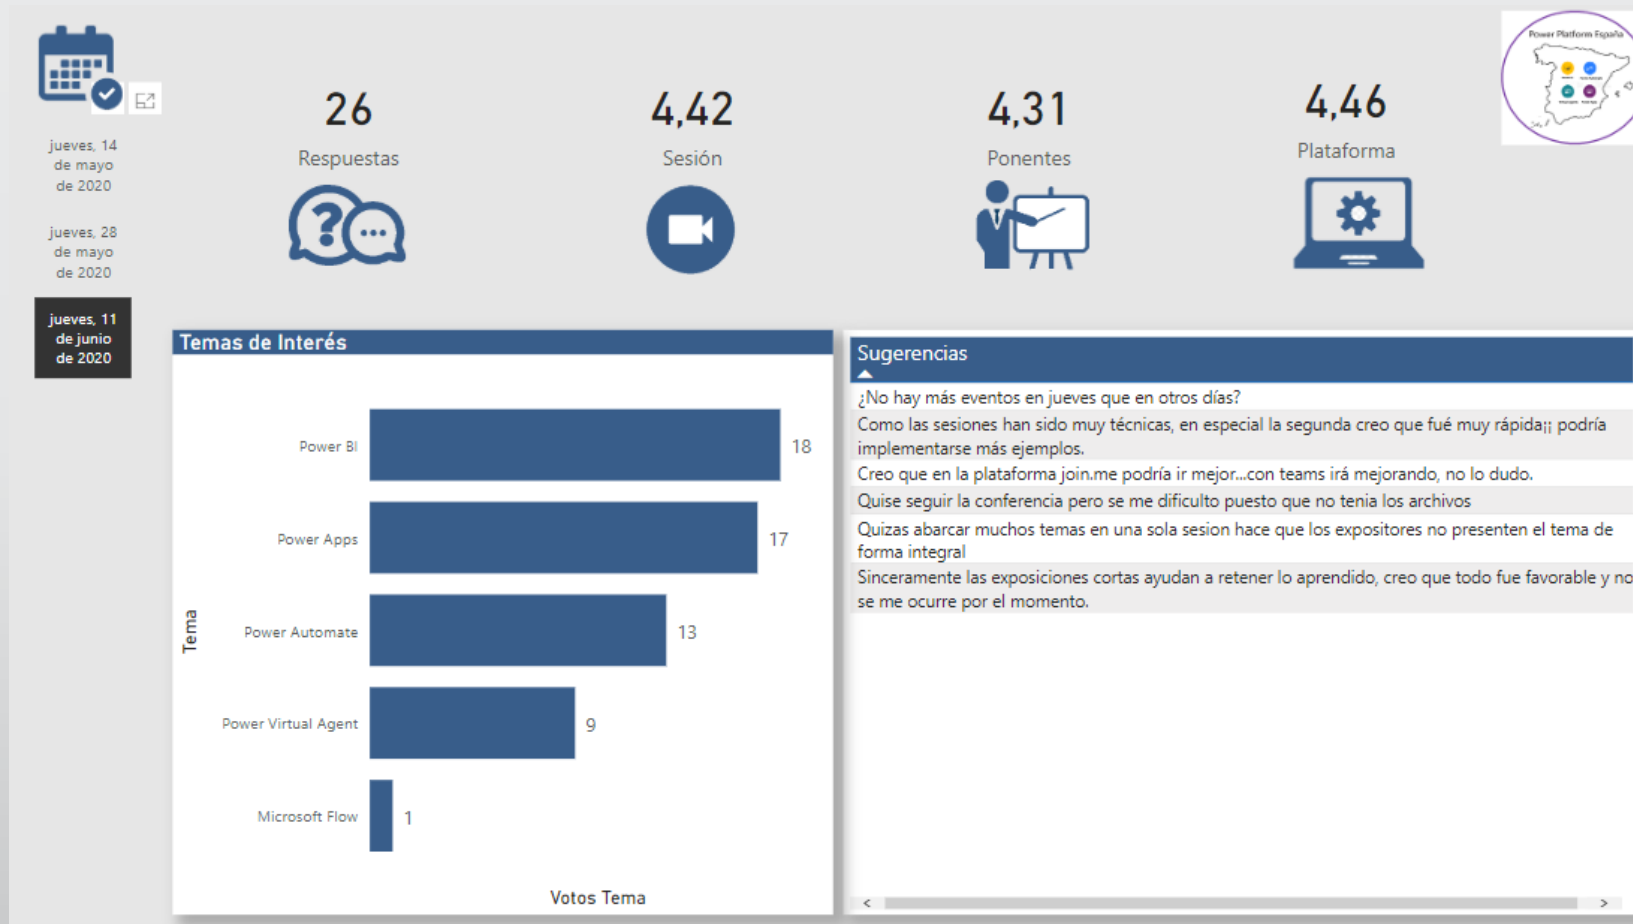 Power Platform España
jueves, 14
de mayo
de 2020
jueves, 28
de mayo
de 2020
jueves, 11
de junio
de 2020
26
Respuestas
4,42
Sesión
4,31
Ponentes
4,46
Plataforma
Temas de Interés
Tema
Power BI
18
Power Apps
17
Power Automate
13
Power Virtual Agent
9
Microsoft Flow
1
Votos Tema
Sugerencias
¿No hay más eventos en jueves que en otros días?
Como las sesiones han sido muy técnicas, en especial la segunda creo que fué muy rápida¡¡ podría
implementarse más ejemplos.
Creo que en la plataforma join.me podría ir mejor...con teams irá mejorando, no lo dudo.
Quise seguir la conferencia pero se me dificulto puesto que no tenia los archivos
Quizas abarcar muchos temas en una sola sesion hace que los expositores no presenten el tema de
forma integral
Sinceramente las exposiciones cortas ayudan a retener lo aprendido, creo que todo fue favorable y no
se me ocurre por el momento.